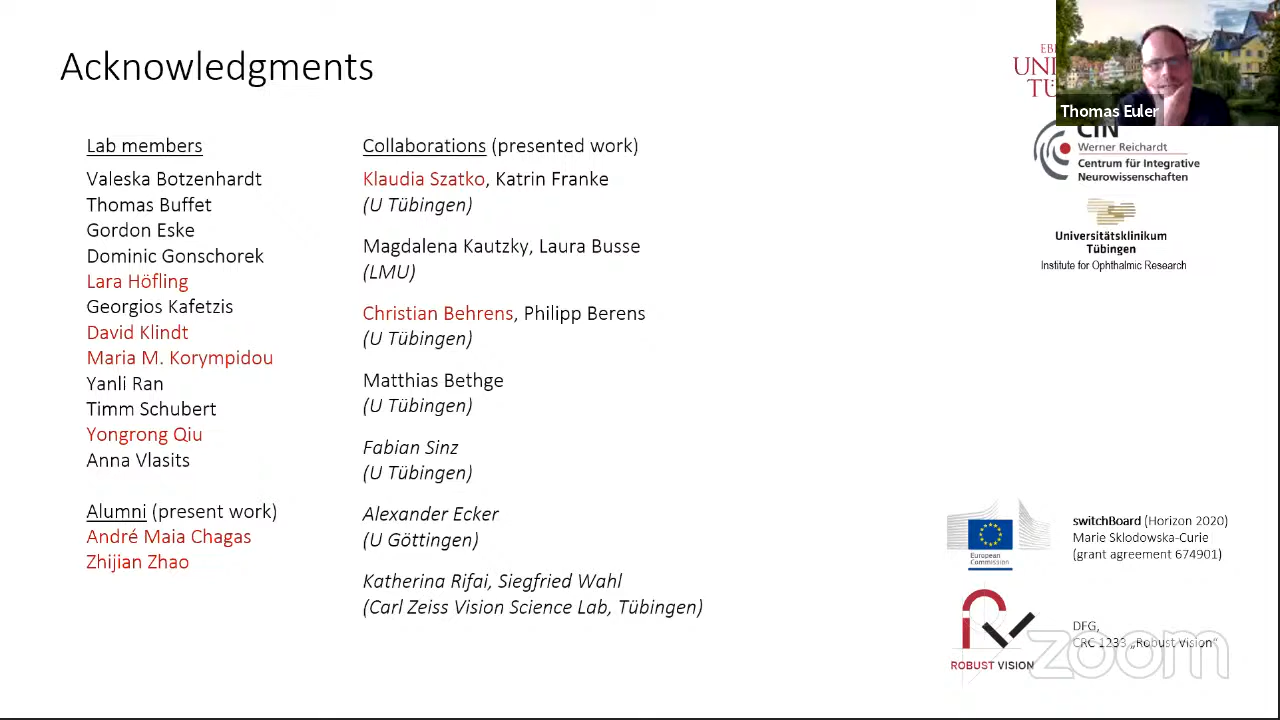 Acknowledgments
Lab members
Valeska Botzenhardt
Thomas Buffet
Gordon Eske
Dominic Gonschorek
Lara Höfling
Georgios Kafetzis
David Klindt
Maria M. Korympidou
Yanli Ran
Timm Schubert
Yongrong Qiu
Anna Vlasits
Alumni (present work)
André Maia Chagas
Zhijian Zhao
Collaborations (presented work)
Klaudia Szatko, Katrin Franke
(U Tübingen)
Magdalena Kautzky, Laura Busse
(LMU)
Christian Behrens, Philipp Berens
(U Tübingen)
Matthias Bethge
(U Tübingen)
Fabian Sinz
(U Tübingen)
Alexander Ecker
(U Göttingen)
Katherina Rifai, Siegfried Wahl
(Carl Zeiss Vision Science Lab, Tübingen)
Thomas Euler
CIN
Werner Reichardt
Centrum für Integrative
Neurowissenschaften
Universitätsklinikum
Tübingen
Institute for Ophthalmic Research
European
Commission
switchBoard (Horizon 2020)
Marie Sklodowska-Curie
(grant agreement 674901)
ROBUST VISION
DFG,
CRC 1233 „Robust Vision“
zoom